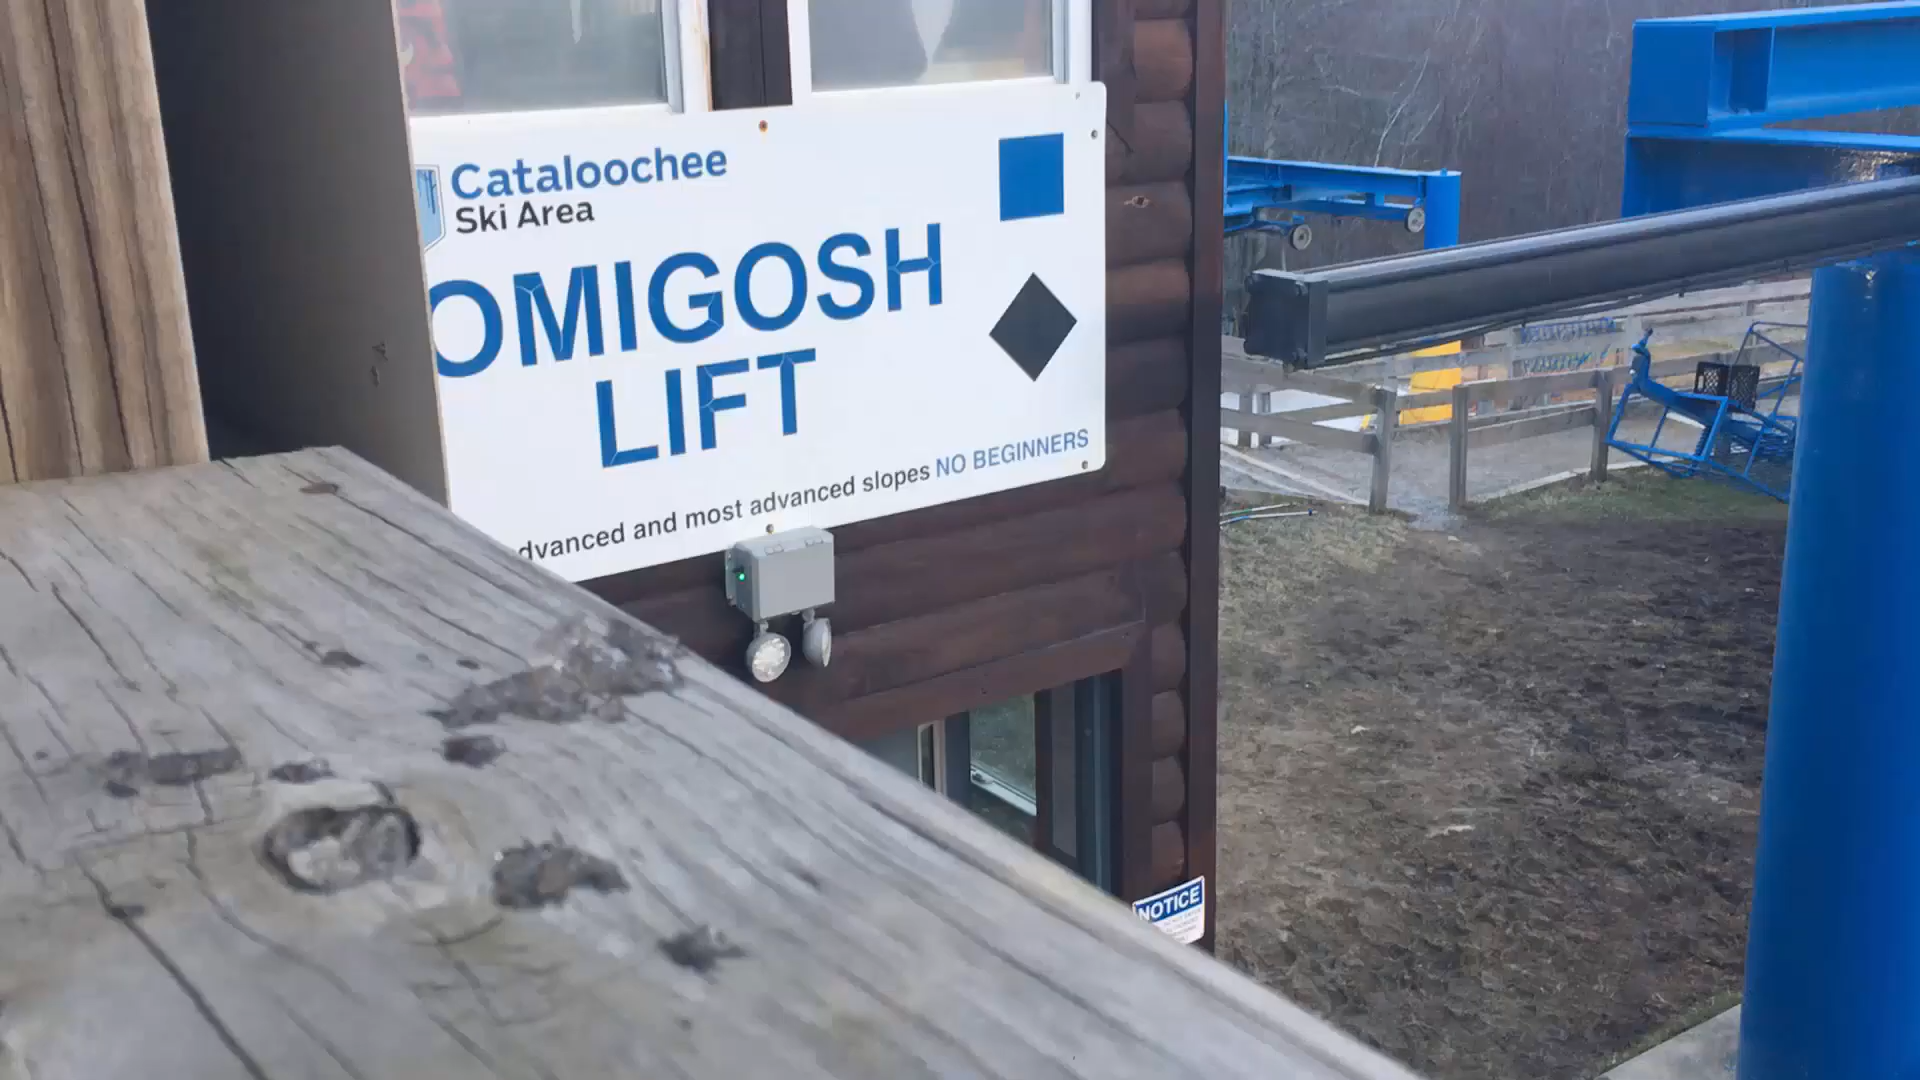 Cataloochee
Ski Area
OMIGOSH
LIFT
dvanced and most advanced slopes NO BEGINNERS
NOTICE